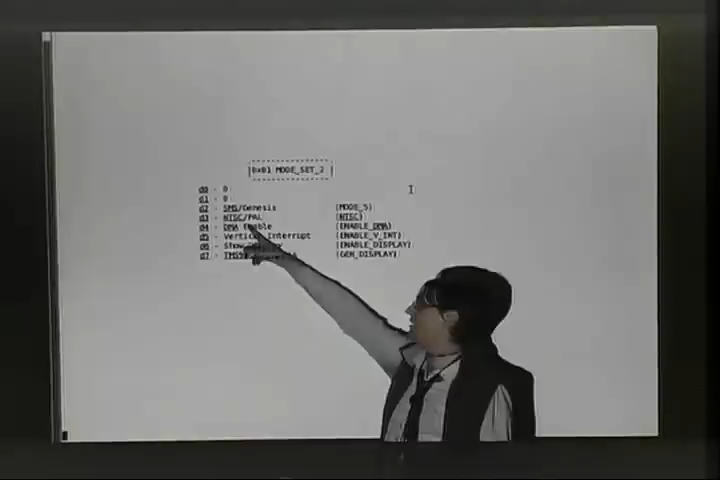 |0x01 MODE_SET_2 |
d0 - 0
d1 - 0
d2 - SMS/Genesis (MODE_5)
d3 - NTSC/PAL (NTSC)
d4 - DMA Enable (ENABLE_DMA)
d5 - Vertical Interrupt (ENABLE_V_INT)
d6 - Show (ENABLE_DISPLAY)
d7 - (GEN_DISPLAY)